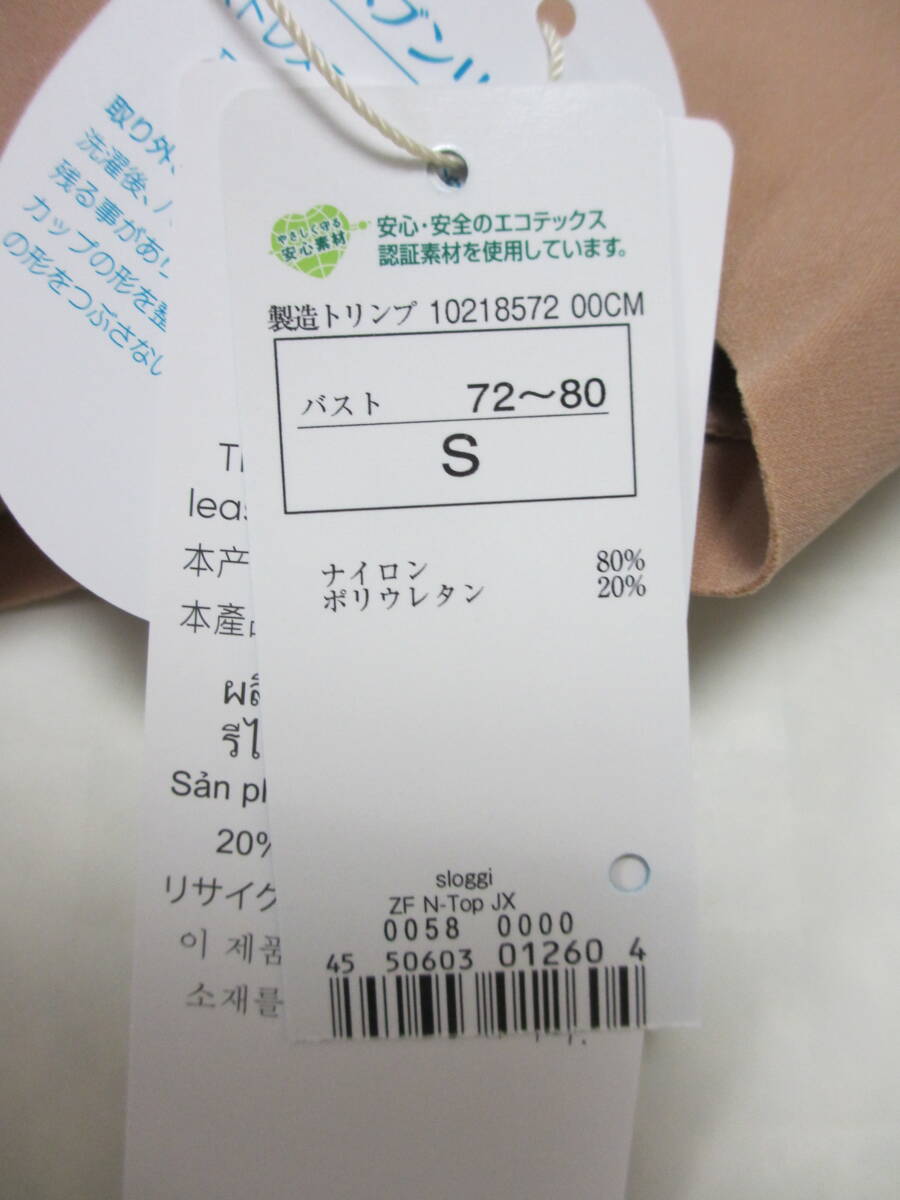 取り外
洗濯後、
残る事があり
カップの形を整
の形をつぶさない
やさしく守る
安心素材
安心・安全のエコテックス
認証素材を使用しています。
製造トリンプ 10218572 00CM
バスト 72～80
S
ナイロン 80%
ポリウレタン 20%
本产
本產品
Sản ph
20%
リサイク
이 제품
소재를
sloggi
ZF N-Top JX
0058 0000
45 50603 01260 4